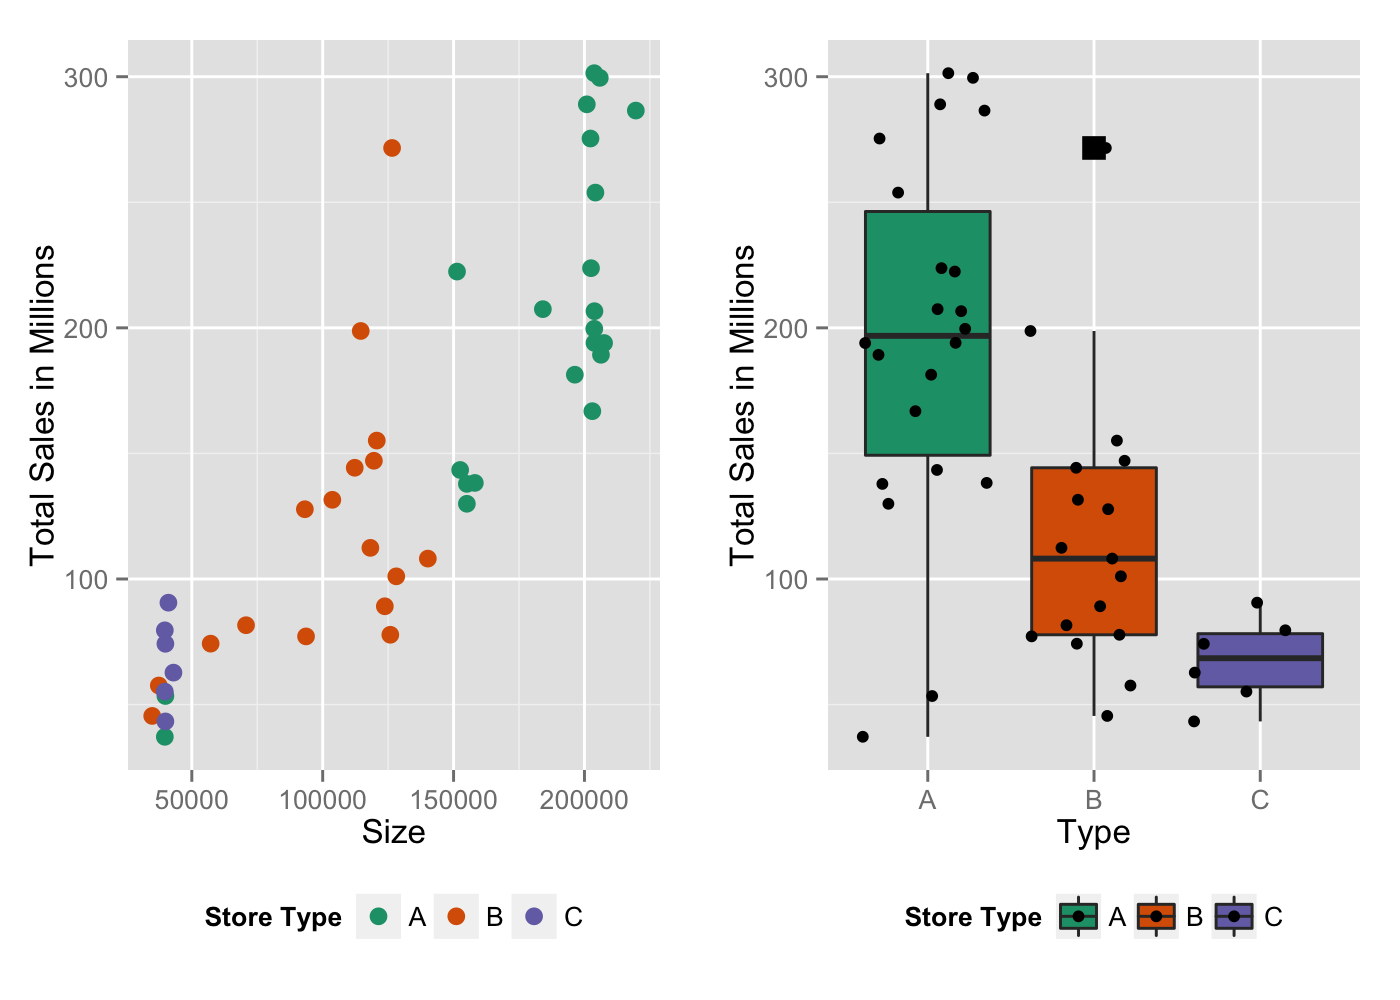 Total Sales in Millions
300
200
100
50000 100000 150000 200000
Size
Store Type A B C
Total Sales in Millions
300
200
100
A B C
Type
Store Type A B C